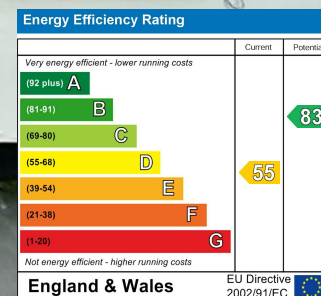 Energy Efficiency Rating
Current Potentia
Very energy efficient - lower running costs
(92 plus) A
(81-91) B
83
(69-80) C
(55-68) D
55
(39-54) E
(21-38) F
(1-20) G
Not energy efficient - higher running costs
England & Wales
EU Directive
2002/91/EC